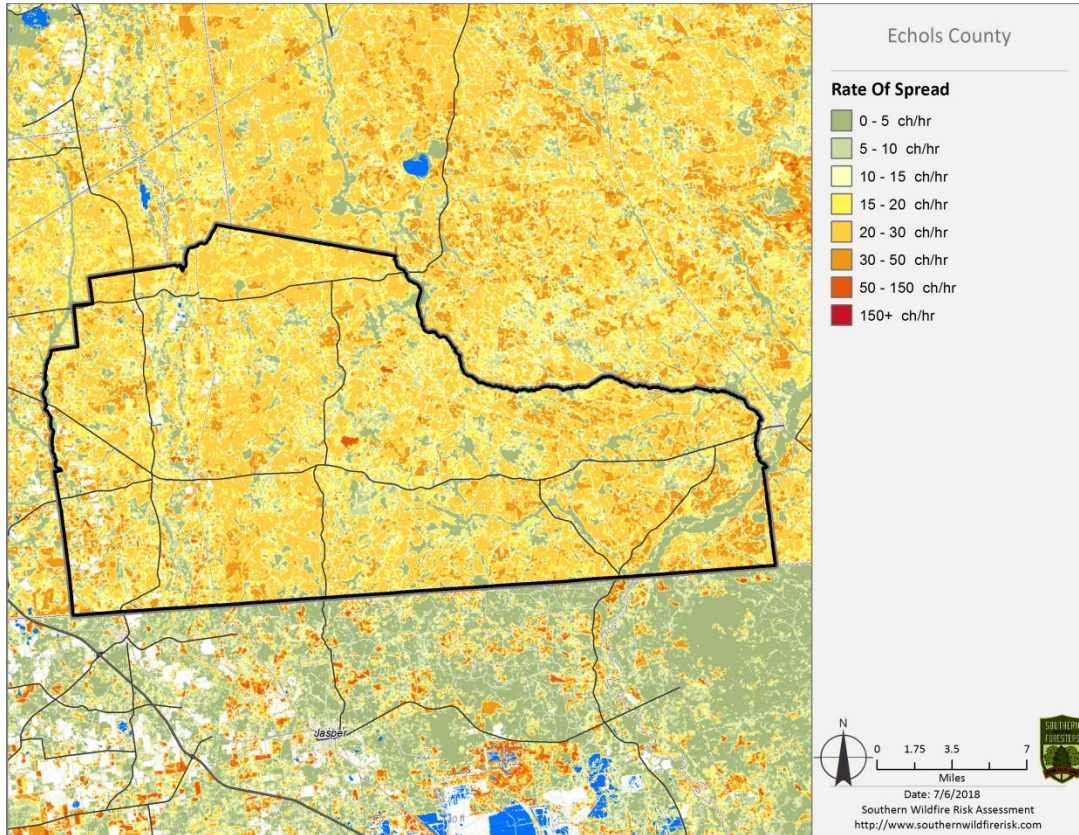 Echols County
Rate Of Spread
0 - 5 ch/hr
5 - 10 ch/hr
10 - 15 ch/hr
15 - 20 ch/hr
20 - 30 ch/hr
30 - 50 ch/hr
50 - 150 ch/hr
150+ ch/hr
Jasper
N
0 1.75 3.5 7
Miles
SOUTHERN
FORESTERS
Date: 7/6/2018
Southern Wildfire Risk Assessment
http://www.southernwildfirerisk.com